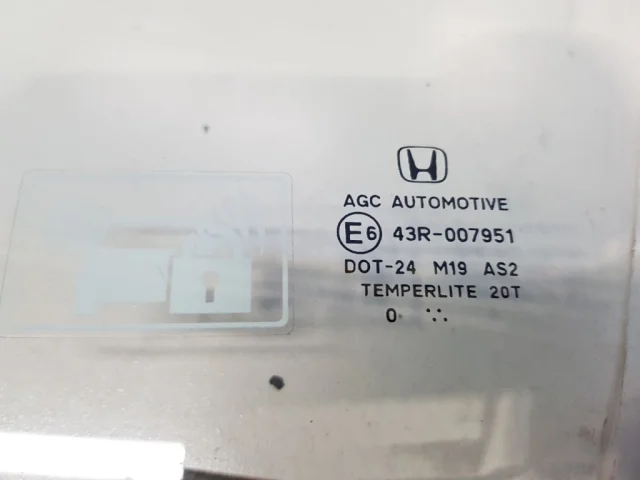 AGC AUTOMOTIVE
E6 43R-007951
DOT-24 M19 AS2
TEMPERLITE 20T
0